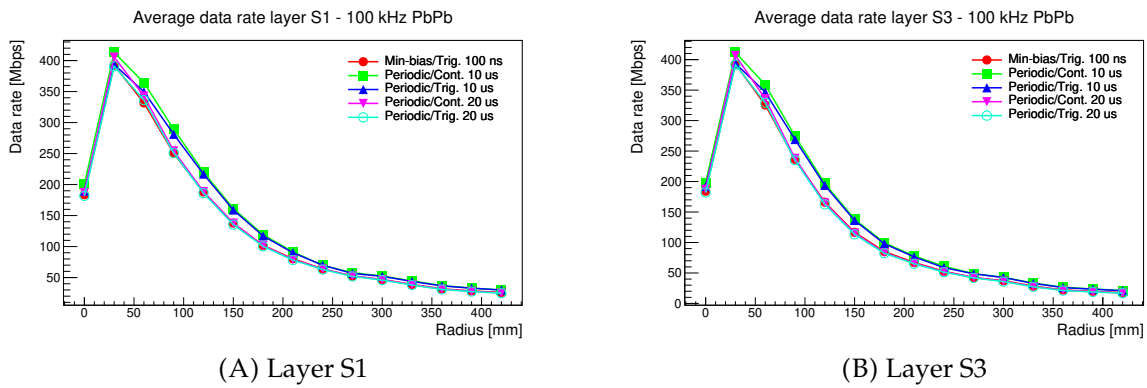 Average data rate layer S1 - 100 kHz PbPb
Data rate [Mbps]
400
350
300
250
200
150
100
50
Min-bias/Trig. 100 ns
Periodic/Cont. 10 us
Periodic/Trig. 10 us
Periodic/Cont. 20 us
Periodic/Trig. 20 us
0 50 100 150 200 250 300 350 400
Radius [mm]
(A) Layer S1
Average data rate layer S3 - 100 kHz PbPb
Data rate [Mbps]
400
350
300
250
200
150
100
50
0
Min-bias/Trig. 100 ns
Periodic/Cont. 10 us
Periodic/Trig. 10 us
Periodic/Cont. 20 us
Periodic/Trig. 20 us
0 50 100 150 200 250 300 350 400
Radius [mm]
(B) Layer S3